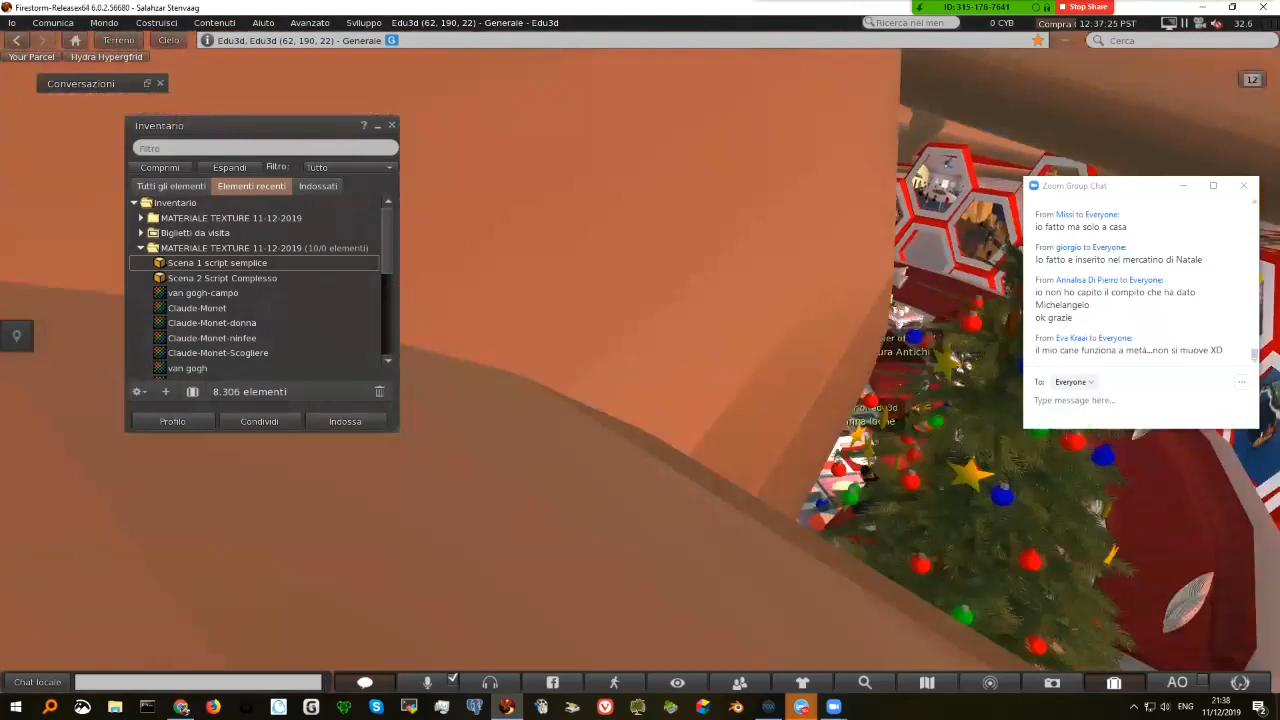 Firestorm-Releasex64 6.0.2.56680 - Salahzar Stenvaag
ID: 315-178-7641
Stop Share
Io Comunica Mondo Costruisci Contenuto Aiuto Avanzato Sviluppo Edu3d (62, 190, 22) - Generale - Edu3d
Ricerca nei men
0 CYB
Compra
12:37:25 PST
32.6
Terreno
Cielo
Edu3d, Edu3d (62, 190, 22) - Generale
G
Cerca
Your Parcel
Hydra Hypergfrid
Conversazioni
12
Inventario
Filtro
Comprimi
Espandi
Filtro:
Tutto
Tutti gli elementi
Elementi recenti
Indossati
Inventario
MATERIALE TEXTURE 11-12-2019
Biglietti da visita
MATERIALE TEXTURE 11-12-2019 (10/0 elementi)
Scena 1 script semplice
Scena 2 Script Complesso
van gogh-campo
Claude-Monet
Claude-Monet-donna
Claude-Monet-ninfee
Claude-Monet-Scogliere
van gogh
8.306 elementi
Profilo
Condividi
Indossa
Zoom Group Chat
From Missi to Everyone:
io fatto ma solo a casa
From giorgio to Everyone:
Io fatto e inserito nel mercatino di Natale
From Annalisa Di Pierro to Everyone:
io non ho capito il compito che ha dato
Michelangelo
ok grazie
From Eva Kraai to Everyone:
il mio cane funziona a metá...non si muove XD
To: Everyone
Type message here...
Antichi
Chat locale
AO
ENG
21:38
11/12/2019
2